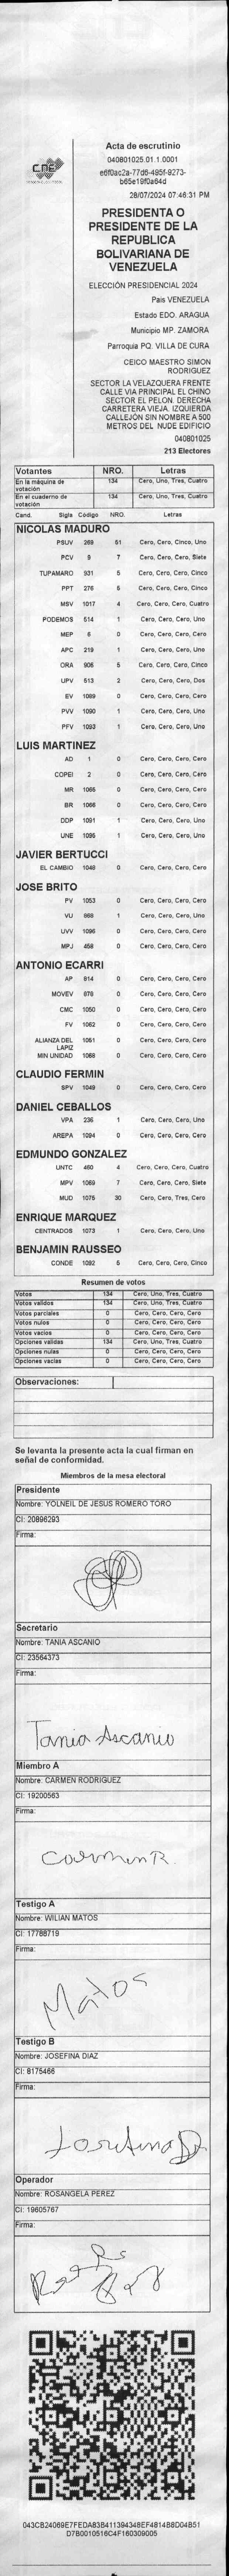 CNE
Acta de escrutinio
040801025.01.1.0001
e6f0ac2a-77d6-495f-9273-
b65e19f0a64d
28/07/2024 07:46:31 PM
PRESIDENTA O
PRESIDENTE DE LA
REPUBLICA
BOLIVARIANA DE
VENEZUELA
ELECCIÓN PRESIDENCIAL 2024
Pais VENEZUELA
Estado EDO. ARAGUA
Municipio MP. ZAMORA
Parroquia PQ. VILLA DE CURA
CEICO MAESTRO SIMON
RODRIGUEZ
SECTOR LA VELAZQUERA FRENTE
CALLE VIA PRINCIPAL EL CHINO
SECTOR EL PELON. DERECHA
CARRETERA VIEJA. IZQUIERDA
CALLEJÓN SIN NOMBRE A 500
METROS DEL NUDE EDIFICIO
040801025
213 Electores
Votantes NRO. Letras
En la máquina de votación 134 Cero, Uno, Tres, Cuatro
En el cuaderno de votación 134 Cero, Uno, Tres, Cuatro
Cand. Sigla Código NRO. Letras
NICOLAS MADURO
PSUV 269 51 Cero, Cero, Cinco, Uno
PCV 9 7 Cero, Cero, Cero, Siete
TUPAMARO 931 5 Cero, Cero, Cero, Cinco
PPT 276 5 Cero, Cero, Cero, Cinco
MSV 1017 4 Cero, Cero, Cero, Cuatro
PODEMOS 514 1 Cero, Cero, Cero, Uno
MEP 6 0 Cero, Cero, Cero, Cero
APC 219 1 Cero, Cero, Cero, Uno
ORA 906 5 Cero, Cero, Cero, Cinco
UPV 513 2 Cero, Cero, Cero, Dos
EV 1089 0 Cero, Cero, Cero, Cero
PVV 1090 1 Cero, Cero, Cero, Uno
PFV 1093 1 Cero, Cero, Cero, Uno
LUIS MARTINEZ
AD 1 0 Cero, Cero, Cero, Cero
COPEI 2 0 Cero, Cero, Cero, Cero
MR 1065 0 Cero, Cero, Cero, Cero
BR 1066 0 Cero, Cero, Cero, Cero
DDP 1091 1 Cero, Cero, Cero, Uno
UNE 1095 1 Cero, Cero, Cero, Uno
JAVIER BERTUCCI
EL CAMBIO 1048 0 Cero, Cero, Cero, Cero
JOSE BRITO
PV 1053 0 Cero, Cero, Cero, Cero
VU 868 1 Cero, Cero, Cero, Uno
UVV 1096 0 Cero, Cero, Cero, Cero
MPJ 458 0 Cero, Cero, Cero, Cero
ANTONIO ECARRI
AP 814 0 Cero, Cero, Cero, Cero
MOVEV 878 0 Cero, Cero, Cero, Cero
CMC 1050 0 Cero, Cero, Cero, Cero
FV 1062 0 Cero, Cero, Cero, Cero
ALIANZA DEL LAPIZ 1051 0 Cero, Cero, Cero, Cero
MIN UNIDAD 1068 0 Cero, Cero, Cero, Cero
CLAUDIO FERMIN
SPV 1049 0 Cero, Cero, Cero, Cero
DANIEL CEBALLOS
VPA 236 1 Cero, Cero, Cero, Uno
AREPA 1094 0 Cero, Cero, Cero, Cero
EDMUNDO GONZALEZ
UNTC 460 4 Cero, Cero, Cero, Cuatro
MPV 1069 7 Cero, Cero, Cero, Siete
MUD 1075 30 Cero, Cero, Tres, Cero
ENRIQUE MARQUEZ
CENTRADOS 1073 1 Cero, Cero, Cero, Uno
BENJAMIN RAUSSEO
CONDE 1092 5 Cero, Cero, Cero, Cinco
Resumen de votos
Votos 134 Cero, Uno, Tres, Cuatro
Votos validos 134 Cero, Uno, Tres, Cuatro
Votos parciales 0 Cero, Cero, Cero, Cero
Votos nulos 0 Cero, Cero, Cero, Cero
Votos vacios 0 Cero, Cero, Cero, Cero
Opciones validas 134 Cero, Uno, Tres, Cuatro
Opciones nulas 0 Cero, Cero, Cero, Cero
Opciones vacias 0 Cero, Cero, Cero, Cero
Observaciones:
Se levanta la presente acta la cual firman en
señal de conformidad.
Miembros de la mesa electoral
Presidente
Nombre: YOLNEIL DE JESUS ROMERO TORO
CI: 20896293
Firma:
Secretario
Nombre: TANIA ASCANIO
CI: 23564373
Firma:
Tania Ascanio
Miembro A
Nombre: CARMEN RODRIGUEZ
CI: 19200563
Firma:
Carmen R.
Testigo A
Nombre: WILIAN MATOS
CI: 17788719
Firma:
Matos
Testigo B
Nombre: JOSEFINA DIAZ
CI: 8175466
Firma:
Josefina D
Operador
Nombre: ROSANGELA PEREZ
CI: 19605767
Firma:
043CB24069E7FEDA83B411394348EF4814B8D04B51
D7B0010516C4F160309005